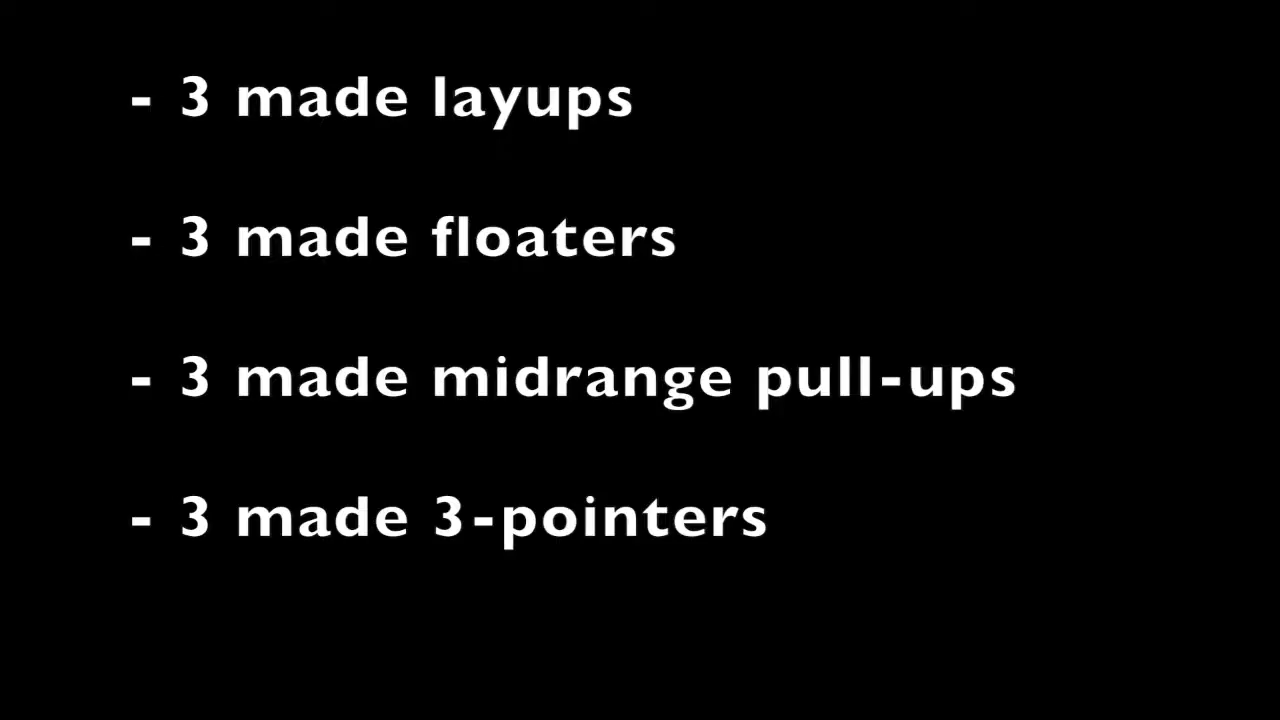 - 3 made layups
- 3 made floaters
- 3 made midrange pull-ups
- 3 made 3-pointers